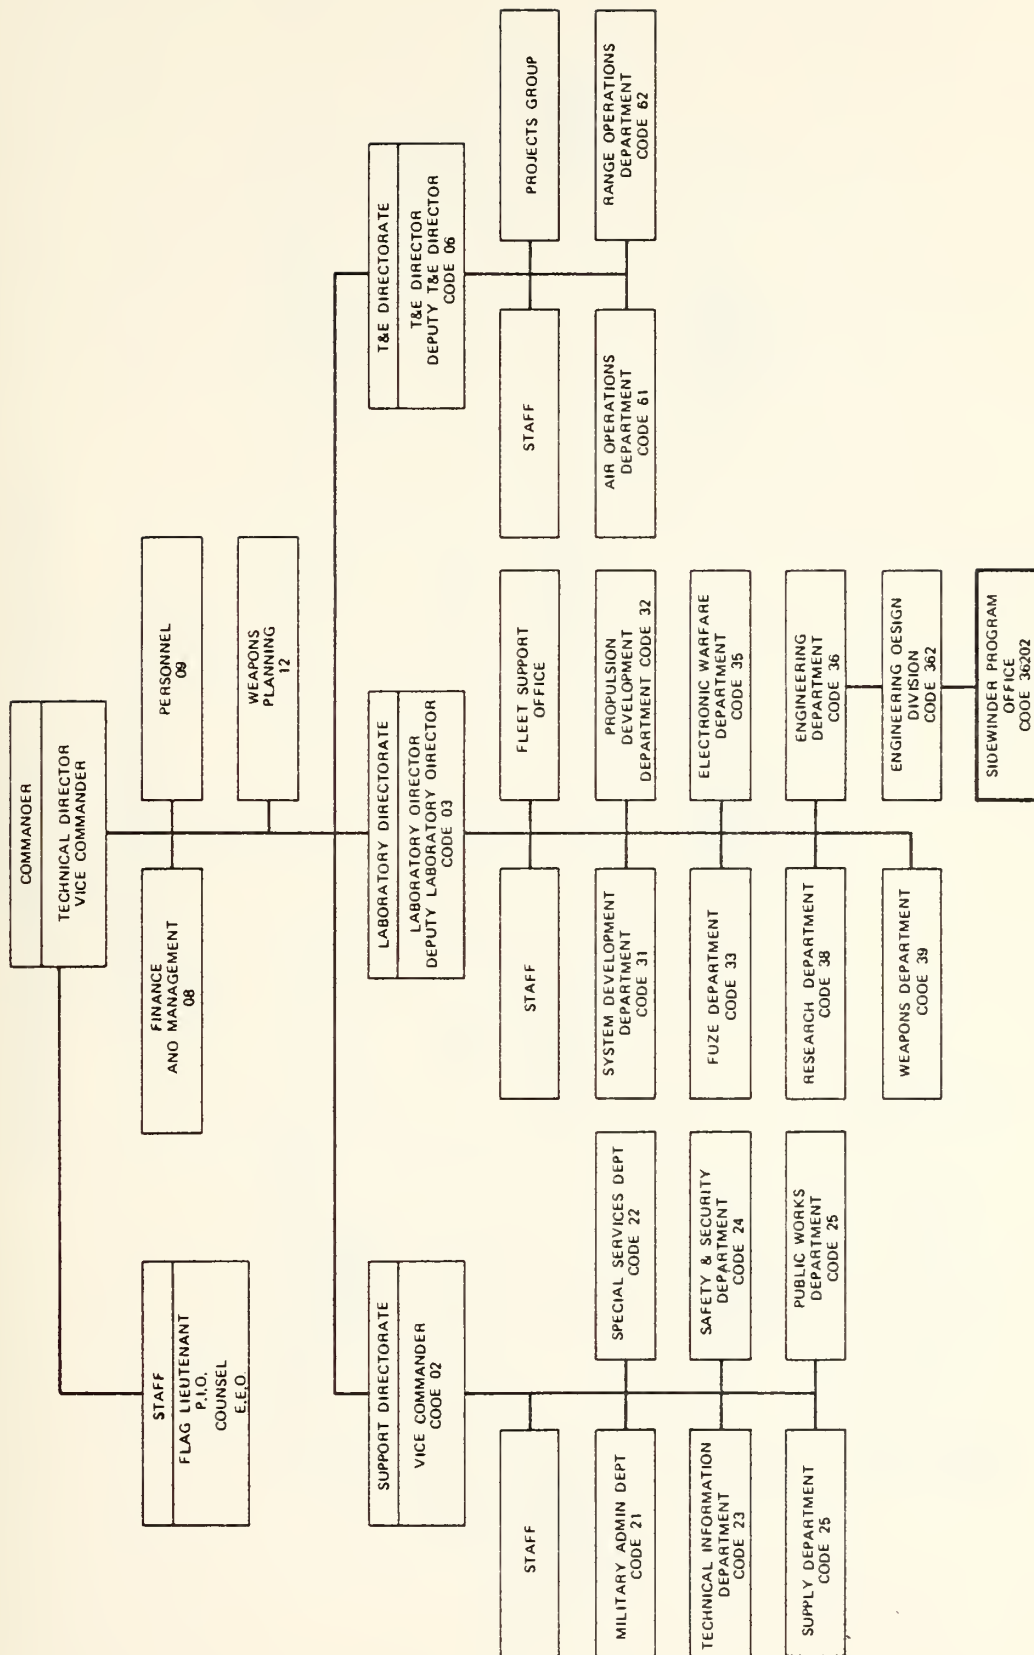 COMMANOER
TECHNICAL DIRECTOR
VICE COMMANDER
STAFF
FLAG LIEUTENANT
P.I.O.
COUNSEL
E.E.O.
FINANCE
ANO MANAGEMENT
08
PERSONNEL
09
WEAPONS
PLANNING
12
SUPPORT DIRECTORATE
VICE COMMANDER
COOE 02
LABORATORY DIRECTORATE
LABORATORY OIRECTOR
DEPUTY LABORATORY OIRECTOR
CODE 03
T&E DIRECTORATE
T&E DIRECTOR
DEPUTY T&E DIRECTOR
CODE 06
STAFF
MILITARY ADMIN DEPT
CODE 21
SPECIAL SERVICES DEPT
CODE 22
TECHNICAL INFORMATION
DEPARTMENT
CODE 23
SAFETY & SECURITY
DEPARTMENT
CODE 24
SUPPLY DEPARTMENT
CODE 25
PUBLIC WORKS
DEPARTMENT
CODE 25
STAFF
FLEET SUPPORT
OFFICE
SYSTEM DEVELOPMENT
DEPARTMENT
CODE 31
PROPULSION
DEVELOPMENT
DEPARTMENT CODE 32
FUZE DEPARTMENT
CODE 33
ELECTRONIC WARFARE
DEPARTMENT
CODE 35
RESEARCH DEPARTMENT
CODE 38
ENGINEERING
DEPARTMENT
CODE 36
WEAPONS DEPARTMENT
COOE 39
ENGINEERING OESIGN
DIVISION
CODE 362
SIDEWINDER PROGRAM
OFFICE
COOE 36202
STAFF
PROJECTS GROUP
AIR OPERATIONS
DEPARTMENT
CODE 61
RANGE OPERATIONS
DEPARTMENT
CODE 62